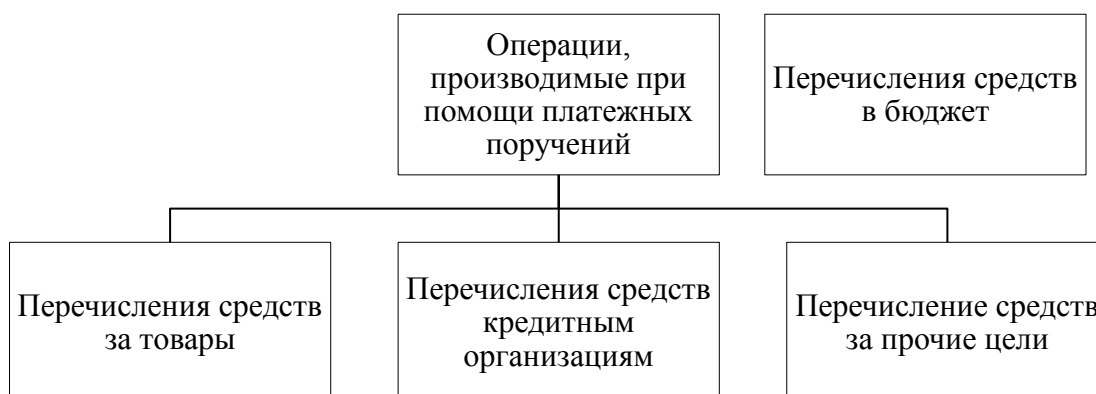 Операции,
производимые при
помощи платежных
поручений
Перечисления средств
в бюджет
Перечисления средств
за товары
Перечисления средств
кредитным
организациям
Перечисление средств
за прочие цели